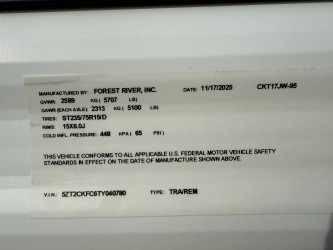 MANUFACTURED BY: FOREST RIVER, INC. DATE: 11/17/2025 CKT17JW-05
GVWR: 2589 KG ( 5707 LB)
GAWR (EACH AXLE): 2313 KG ( 5100 LB)
TIRES: ST235/75R15/D
RIMS: 15X6.0J
COLD INFL. PRESSURE: 448 KPA ( 65 PSI )
THIS VEHICLE CONFORMS TO ALL APPLICABLE U.S. FEDERAL MOTOR VEHICLE SAFETY
STANDARDS IN EFFECT ON THE DATE OF MANUFACTURE SHOWN ABOVE.
V.I.N.: 5ZT2CKFC6TY040780 TYPE: TRA/REM